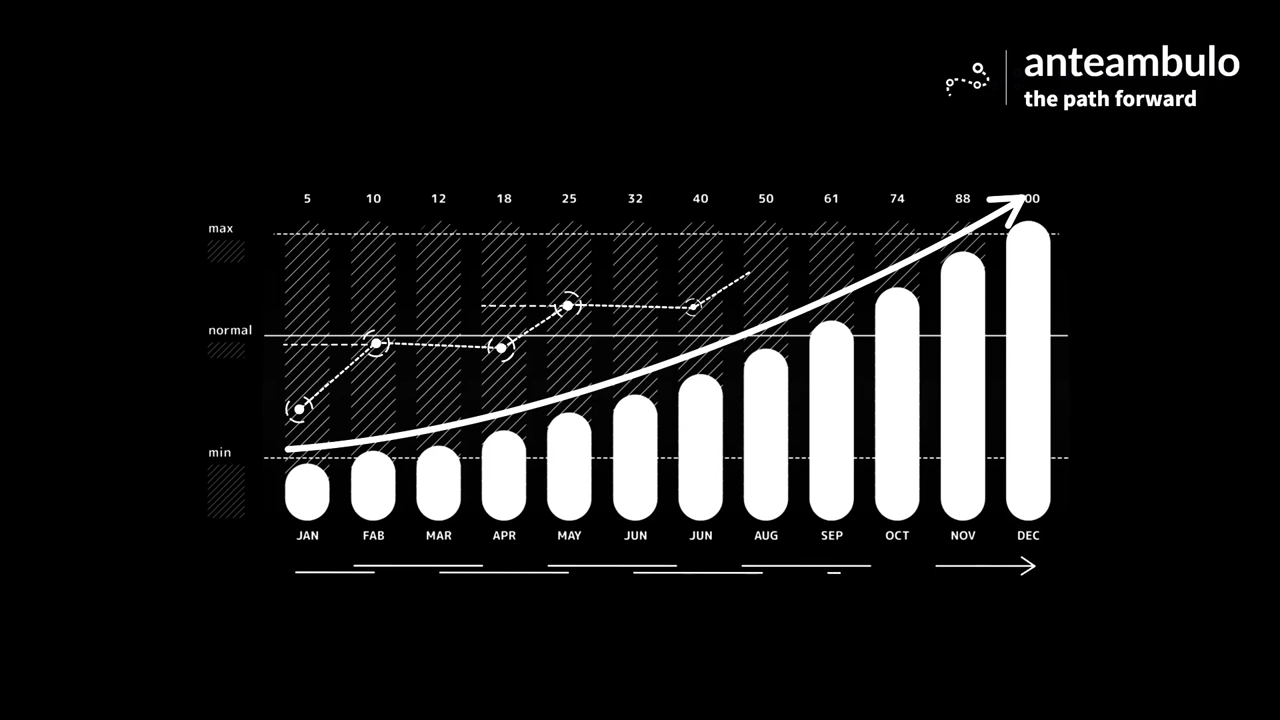 anteambulo
the path forward
5 10 12 18 25 32 40 50 61 74 88 00
max
normal
min
JAN FAB MAR APR MAY JUN JUN AUG SEP OCT NOV DEC